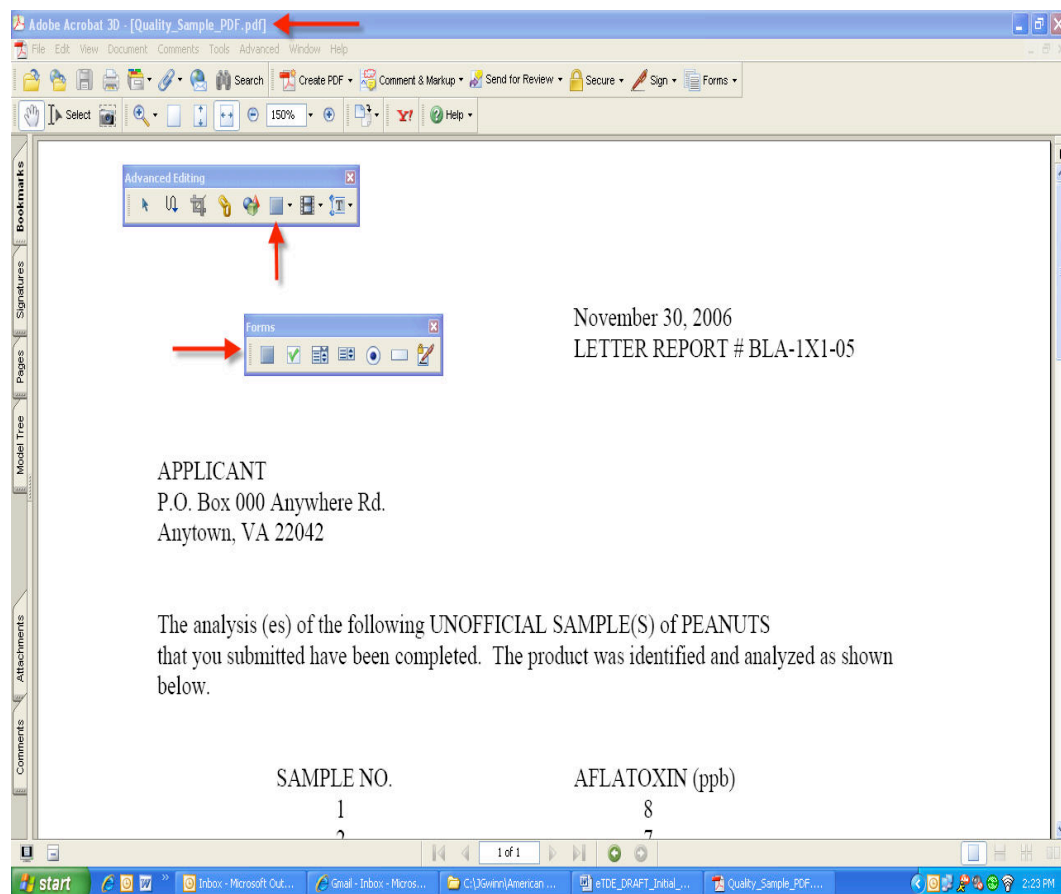 Adobe Acrobat 3D - [Quality_Sample_PDF.pdf]
File Edit View Document Comments Tools Advanced Window Help
Search Create PDF Comment & Markup Send for Review Secure Sign Forms
Select 150% Y! Help
Bookmarks
Signatures
Pages
Model Tree
Attachments
Comments
Advanced Editing
Forms
November 30, 2006
LETTER REPORT # BLA-1X1-05
APPLICANT
P.O. Box 000 Anywhere Rd.
Anytown, VA 22042
The analysis (es) of the following UNOFFICIAL SAMPLE(S) of PEANUTS
that you submitted have been completed. The product was identified and analyzed as shown
below.
SAMPLE NO. AFLATOXIN (ppb)
1 8
2 7
1 of 1
start Inbox - Microsoft Out... Gmail - Inbox - Micros... C:\JGwinn\American ... eTDE_DRAFT_Initial_... Quality_Sample_PDF.... 2:23 PM